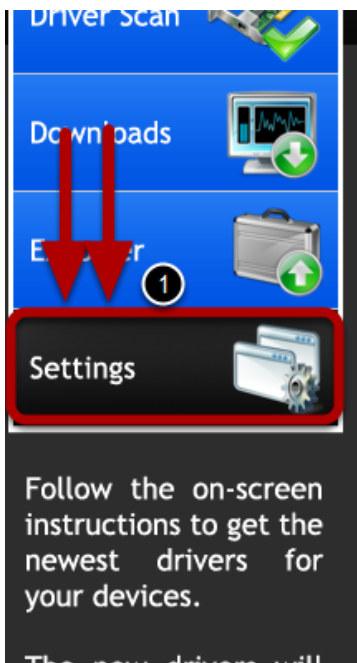 Driver Scan
Downloads
1
Settings
Follow the on-screen
instructions to get the
newest drivers for
your devices.
The new drivers will